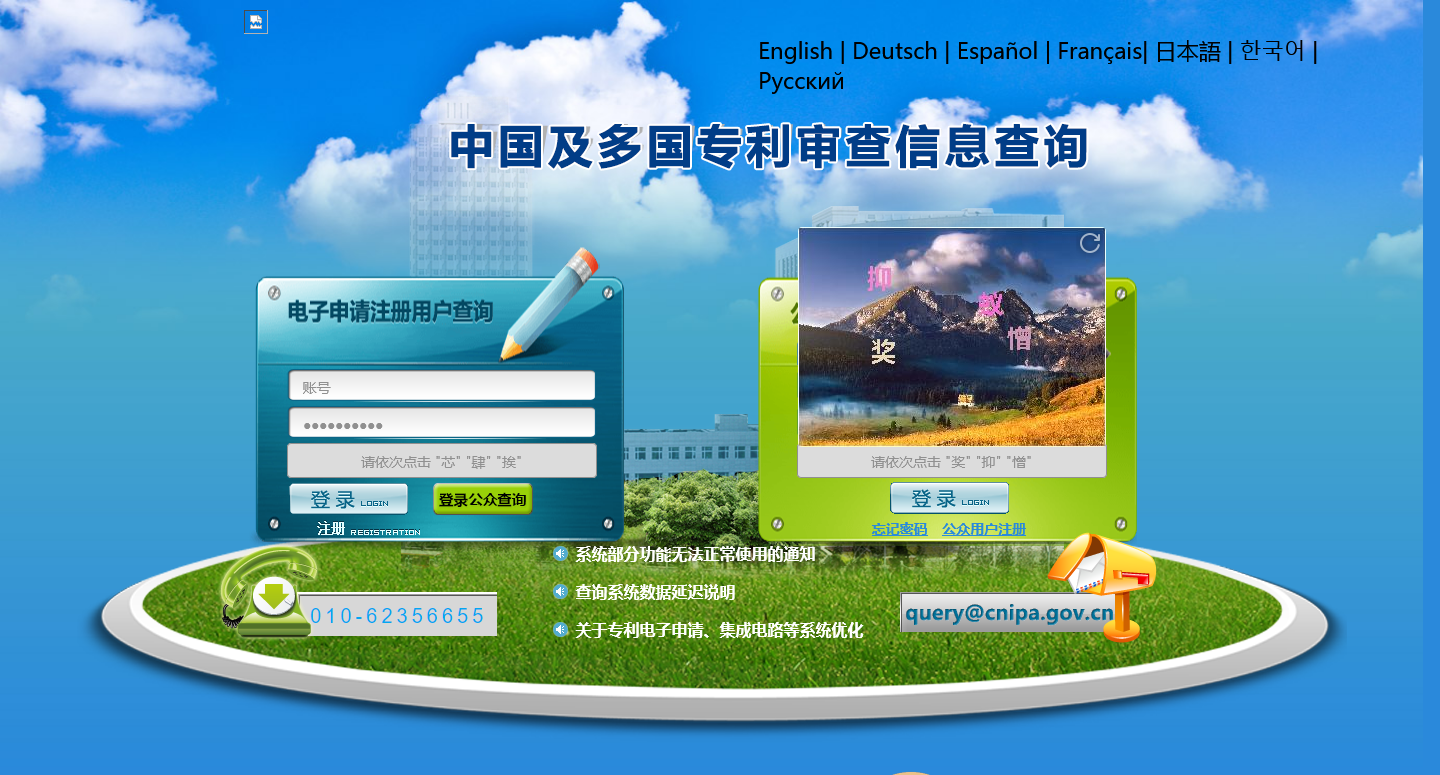 English | Deutsch | Español | Français| 日本語 | 한국어 |
Русский
中国及多国专利审查信息查询
电子申请注册用户查询
账号
请依次点击 "芯" "肆" "挨"
登录 LOGIN
登录公众查询
注册 REGISTRATION
抑
蚁
憎
奖
请依次点击 "奖" "抑" "憎"
登录 LOGIN
忘记密码 公众用户注册
系统部分功能无法正常使用的通知
查询系统数据延迟说明
关于专利电子申请、集成电路等系统优化
010-62356655
query@cnipa.gov.cn